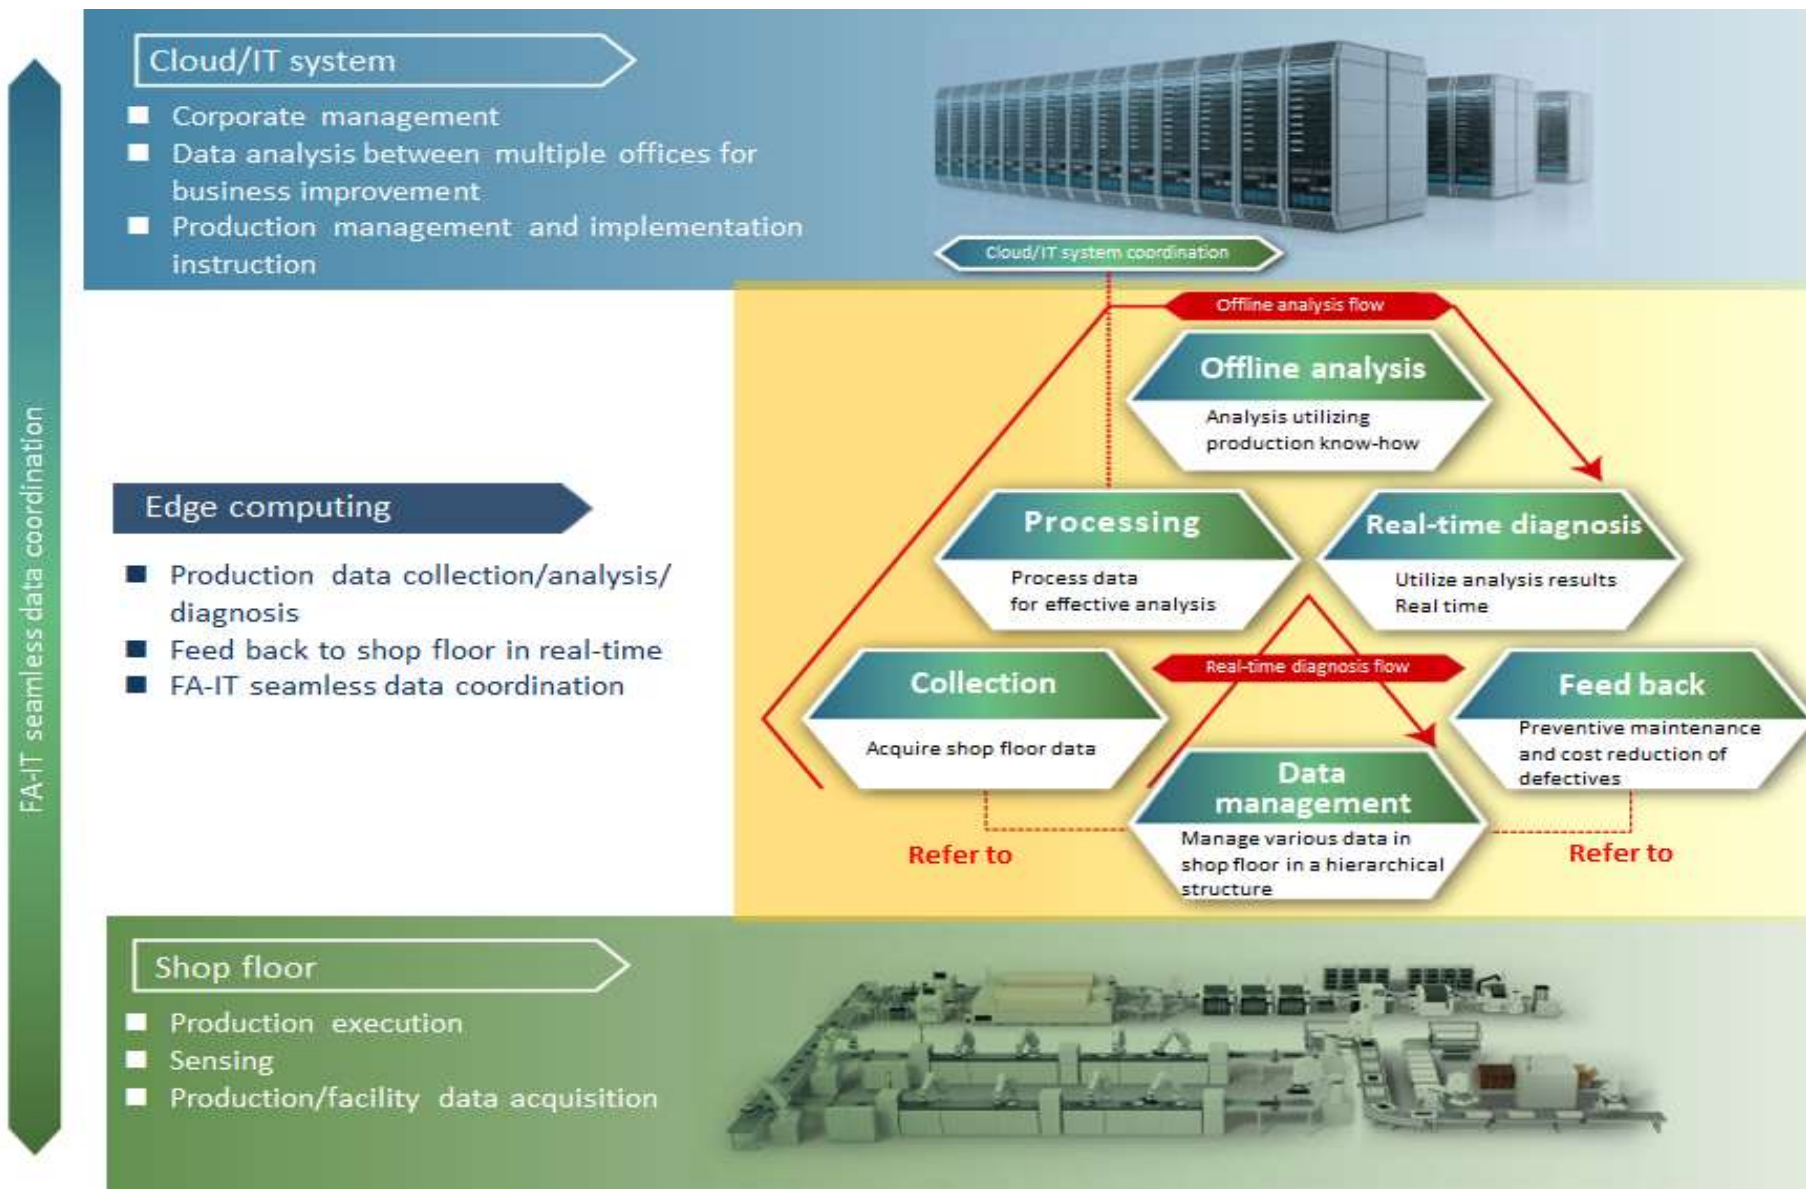 FA-IT seamless data coordination
Cloud/IT system
Corporate management
Data analysis between multiple offices for
business improvement
Production management and implementation
instruction
Cloud/IT system coordination
Offline analysis flow
Offline analysis
Analysis utilizing
production know-how
Edge computing
Production data collection/analysis/
diagnosis
Feed back to shop floor in real-time
FA-IT seamless data coordination
Processing
Process data
for effective analysis
Real-time diagnosis
Utilize analysis results
Real time
Collection
Acquire shop floor data
Real-time diagnosis flow
Feed back
Preventive maintenance
and cost reduction of
defectives
Data
management
Manage various data in
shop floor in a hierarchical
structure
Refer to
Refer to
Shop floor
Production execution
Sensing
Production/facility data acquisition